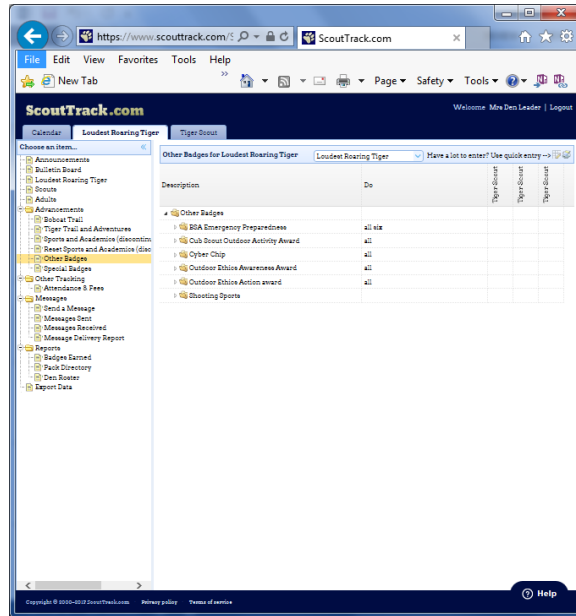 https://www.scouttrack.com/S
ScoutTrack.com
File Edit View Favorites Tools Help
New Tab
Page Safety Tools
ScoutTrack.com
Welcome Mrs Den Leader | Logout
Calendar Loudest Roaring Tiger Tiger Scout
Choose an item...
Announcements
Bulletin Board
Loudest Roaring Tiger
Scouts
Adults
Advancements
Bobcat Trail
Tiger Trail and Adventures
Sports and Academics (discontin
Reset Sports and Academics (disc
Other Badges
Special Badges
Other Tracking
Attendance & Fees
Messages
Send a Message
Messages Sent
Messages Received
Message Delivery Report
Reports
Badges Earned
Pack Directory
Den Roster
Export Data
Other Badges for Loudest Roaring Tiger Loudest Roaring Tiger Have a lot to enter? Use quick entry -->
Description Do Tiger Scout Tiger Scout Tiger Scout
Other Badges
BSA Emergency Preparedness all six
Cub Scout Outdoor Activity Award all
Cyber Chip all
Outdoor Ethics Awareness Award all
Outdoor Ethics Action award all
Shooting Sports
Help
Copyright © 2000-2017 ScoutTrack.com Privacy policy Terms of service